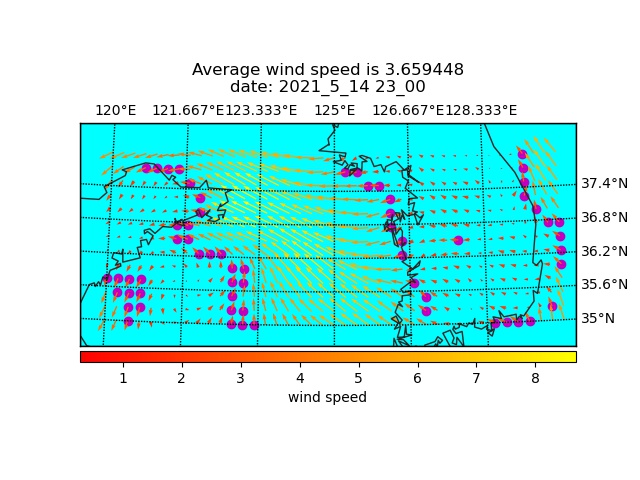 Average wind speed is 3.659448
date: 2021_5_14 23_00
120°E 121.667°E 123.333°E 125°E 126.667°E 128.333°E
37.4°N
36.8°N
36.2°N
35.6°N
35°N
1 2 3 4 5 6 7 8
wind speed